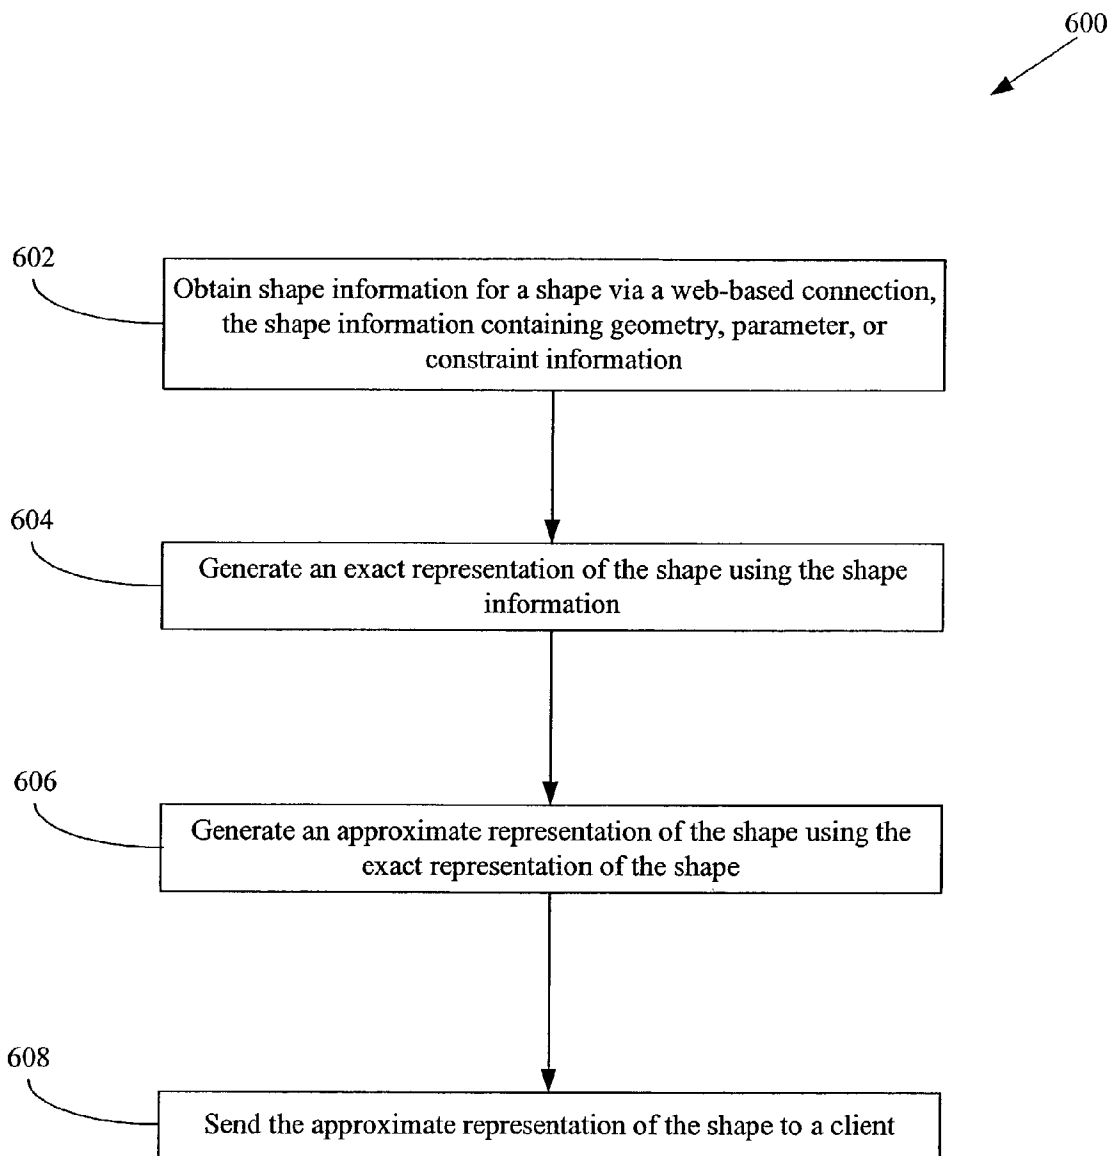 600
602
Obtain shape information for a shape via a web-based connection,
the shape information containing geometry, parameter, or
constraint information
604
Generate an exact representation of the shape using the shape
information
606
Generate an approximate representation of the shape using the
exact representation of the shape
608
Send the approximate representation of the shape to a client